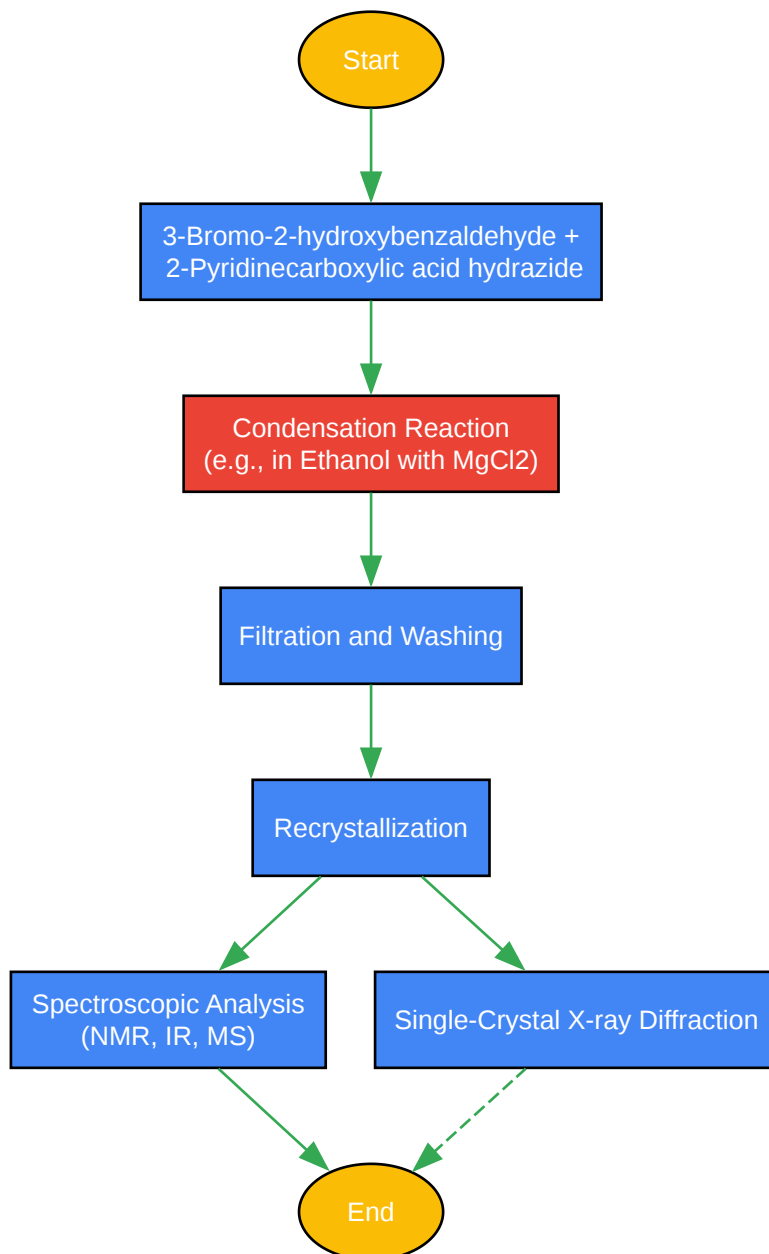 Start
3-Bromo-2-hydroxybenzaldehyde +
2-Pyridinecarboxylic acid hydrazide
Condensation Reaction
(e.g., in Ethanol with MgCl2)
Filtration and Washing
Recrystallization
Spectroscopic Analysis
(NMR, IR, MS)
Single-Crystal X-ray Diffraction
End